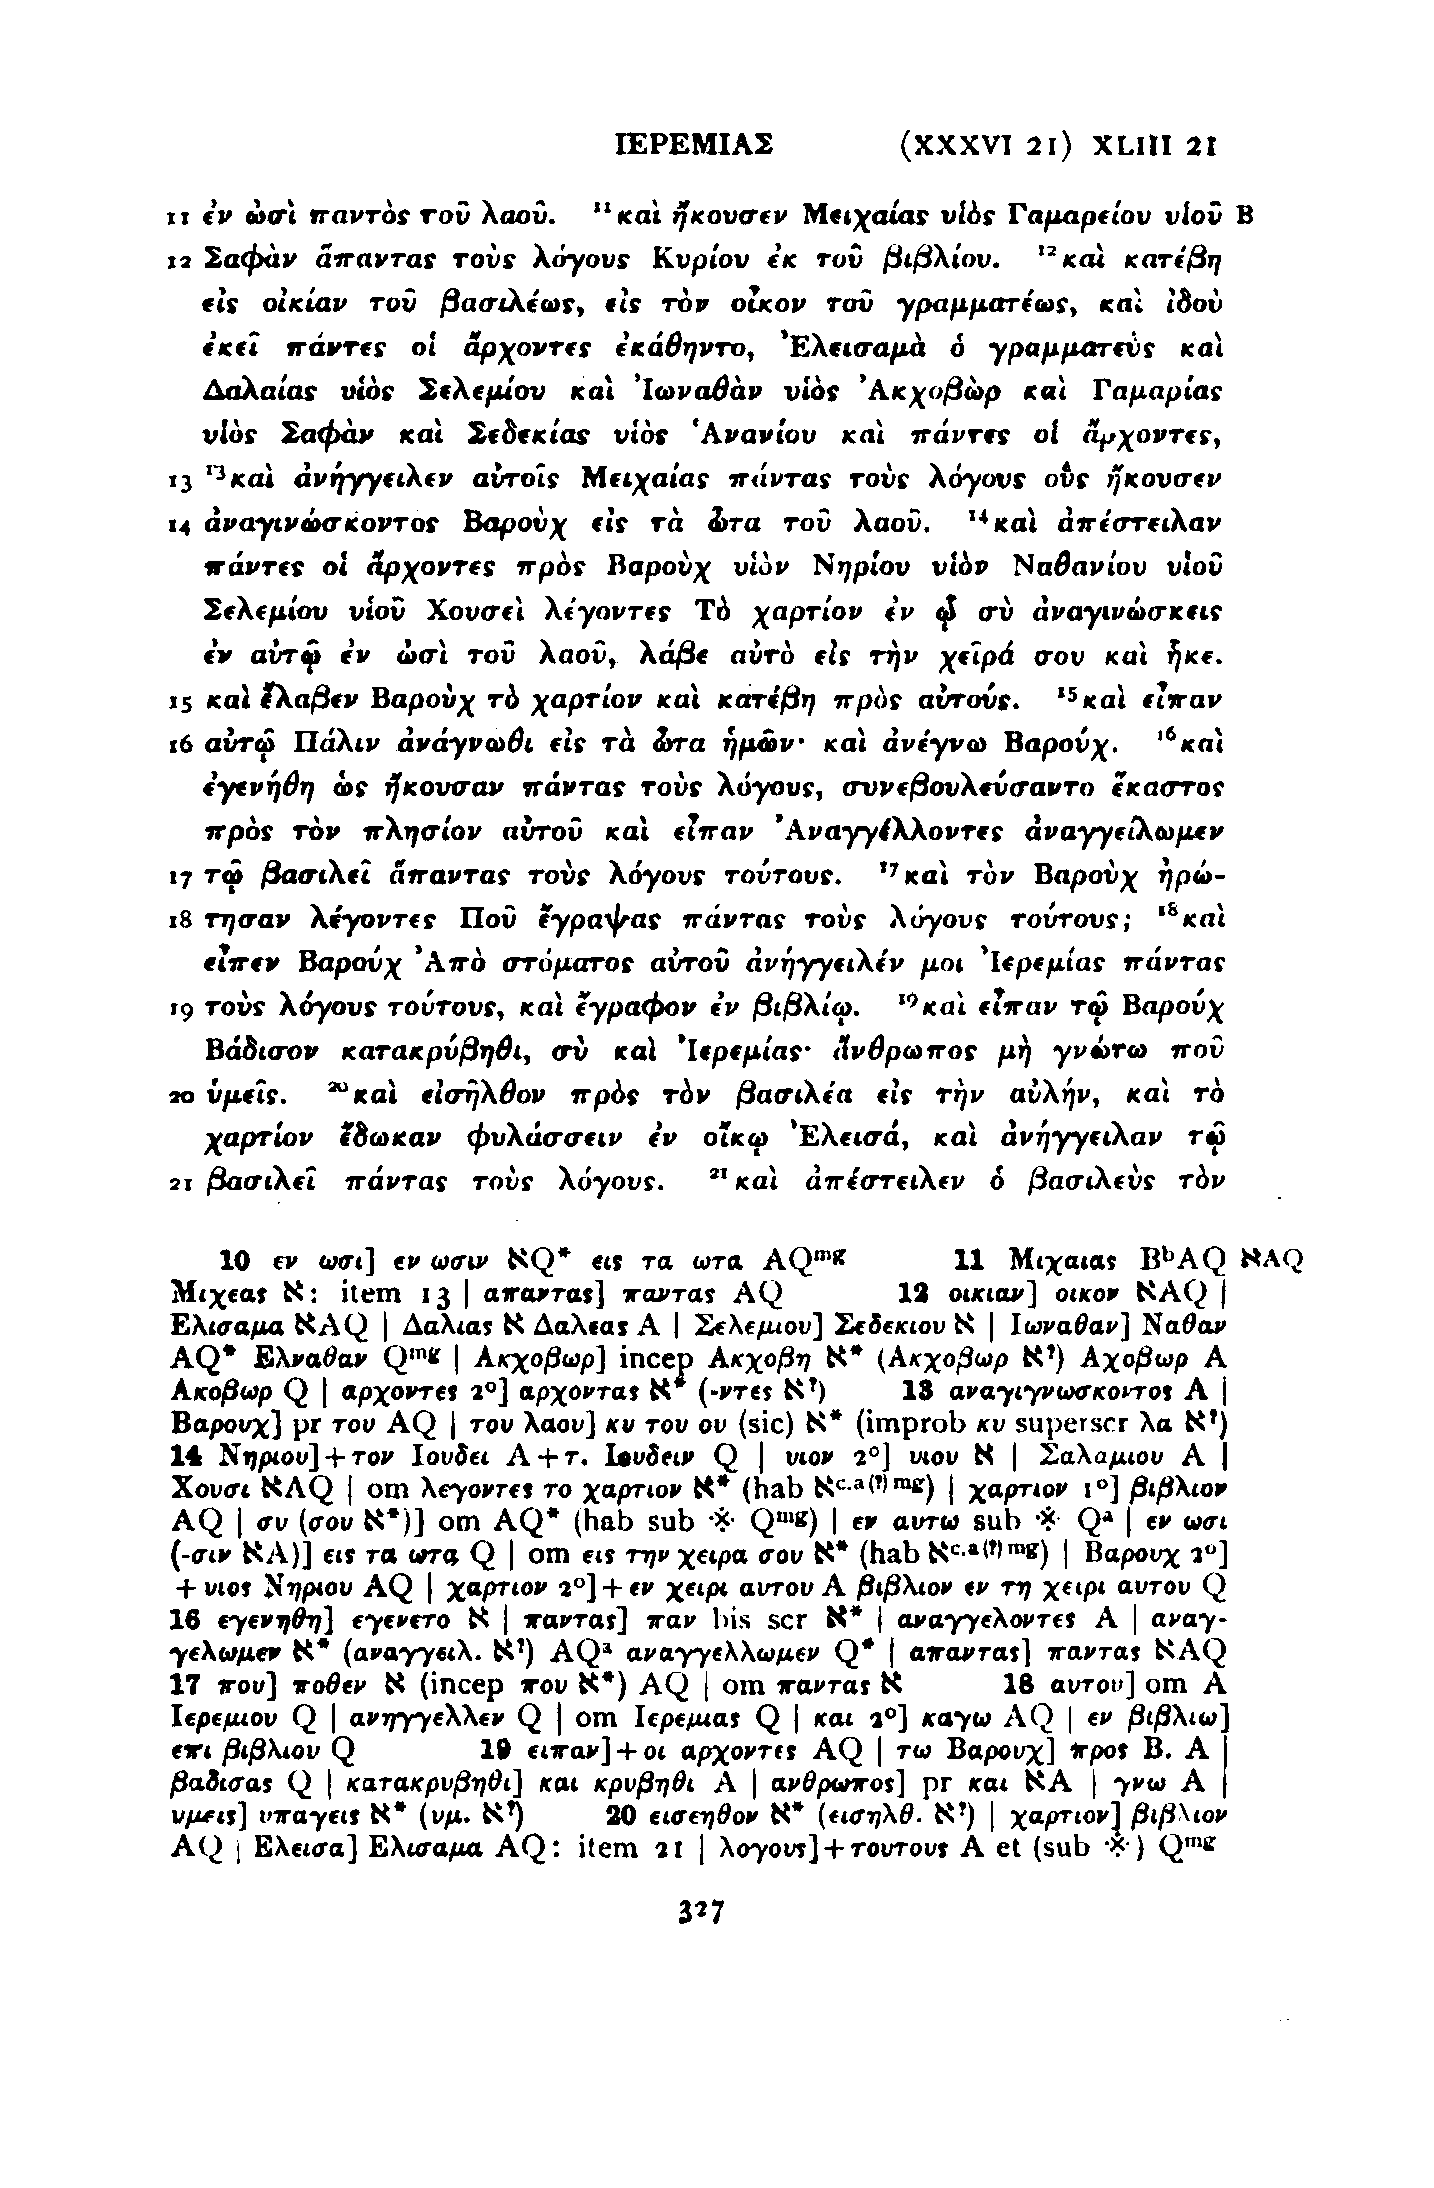 ΙΕΡΕΜΙΑΣ (XXXVI 21) XLIII 21
11 ἐν ὠσὶ παντὸς τοῦ λαοῦ. ¹¹καὶ ἤκουσεν Μειχαίας υἱὸς Γαμαρείου υἱοῦ B
12 Σαφὰν ἅπαντας τοὺς λόγους Κυρίου ἐκ τοῦ βιβλίου. ¹²καὶ κατέβη
εἰς οἰκίαν τοῦ βασιλέως, εἰς τὸν οἶκον τοῦ γραμματέως, καὶ ἰδοὺ
ἐκεῖ πάντες οἱ ἄρχοντες ἐκάθηντο, Ἐλεισαμὰ ὁ γραμματεὺς καὶ
Δαλαίας υἱὸς Σελεμίου καὶ Ἰωναθὰν υἱὸς Ἀκχοβὼρ καὶ Γαμαρίας
υἱὸς Σαφὰν καὶ Σεδεκίας υἱὸς Ἁνανίου καὶ πάντες οἱ ἄρχοντες,
13 ¹³καὶ ἀνήγγειλεν αὐτοῖς Μειχαίας πάντας τοὺς λόγους οὓς ἤκουσεν
14 ἀναγινώσκοντος Βαροὺχ εἰς τὰ ὦτα τοῦ λαοῦ. ¹⁴καὶ ἀπέστειλαν
πάντες οἱ ἄρχοντες πρὸς Βαροὺχ υἱὸν Νηρίου υἱὸν Ναθανίου υἱοῦ
Σελεμίου υἱοῦ Χουσεὶ λέγοντες Τὸ χαρτίον ἐν ᾧ σὺ ἀναγινώσκεις
ἐν αὐτῷ ἐν ὠσὶ τοῦ λαοῦ, λάβε αὐτὸ εἰς τὴν χεῖρά σου καὶ ἧκε.
15 καὶ ἔλαβεν Βαροὺχ τὸ χαρτίον καὶ κατέβη πρὸς αὐτούς. ¹⁵καὶ εἶπαν
16 αὐτῷ Πάλιν ἀνάγνωθι εἰς τὰ ὦτα ἡμῶν· καὶ ἀνέγνω Βαρούχ. ¹⁶καὶ
ἐγενήθη ὡς ἤκουσαν πάντας τοὺς λόγους, συνεβουλεύσαντο ἕκαστος
πρὸς τὸν πλησίον αὐτοῦ καὶ εἶπαν Ἀναγγέλλοντες ἀναγγείλωμεν
17 τῷ βασιλεῖ ἅπαντας τοὺς λόγους τούτους. ¹⁷καὶ τὸν Βαροὺχ ἠρώ-
18 τησαν λέγοντες Ποῦ ἔγραψας πάντας τοὺς λόγους τούτους; ¹⁸καὶ
εἶπεν Βαρούχ Ἀπὸ στόματος αὐτοῦ ἀνήγγειλέν μοι Ἰερεμίας πάντας
19 τοὺς λόγους τούτους, καὶ ἔγραφον ἐν βιβλίῳ. ¹⁹καὶ εἶπαν τῷ Βαρούχ
Βάδισον κατακρύβηθι, σὺ καὶ Ἰερεμίας· ἄνθρωπος μὴ γνώτω ποῦ
20 ὑμεῖς. ²⁰καὶ εἰσῆλθον πρὸς τὸν βασιλέα εἰς τὴν αὐλήν, καὶ τὸ
χαρτίον ἔδωκαν φυλάσσειν ἐν οἴκῳ Ἐλεισά, καὶ ἀνήγγειλαν τῷ
21 βασιλεῖ πάντας τοὺς λόγους. ²¹καὶ ἀπέστειλεν ὁ βασιλεὺς τὸν
10 εν ωσι] εν ωσιν ℵQ* εις τα ωτα AQᵐᵍ 11 Μιχαιας BᵇAQ ℵAQ
Μιχεας ℵ: item 13 | απαντας] παντας AQ 12 οικιαν] οικον ℵAQ |
Ελισαμα ℵAQ | Δαλιας ℵ Δαλεας A | Σελεμιου] Σεδεκιου ℵ | Ιωναθαν] Ναθαν
AQ* Ελναθαν Qᵐᵍ | Ακχοβωρ] incep Ακχοβη ℵ* (Ακχοβωρ ℵ?) Αχοβωρ A
Ακοβωρ Q | αρχοντες 2°] αρχοντας ℵ* (-ντες ℵ?) 13 αναγιγνωσκοντος A |
Βαρουχ] pr του AQ | του λαου] κυ του ου (sic) ℵ* (improb κυ superscr λα ℵ?)
14 Νηριου]+τον Ιουδει A+τ. Ιουδειν Q | υιον 2°] υιου ℵ | Σαλαμιου A |
Χουσι ℵAQ | om λεγοντες το χαρτιον ℵ* (hab ℵᶜ·ᵃ⁽?⁾ᵐᵍ) | χαρτιον 1°] βιβλιον
AQ | συ (σου ℵ*)] om AQ* (hab sub ※ Qᵐᵍ) | εν αυτω sub ※ Qᵃ | εν ωσι
(-σιν ℵA)] εις τα ωτα Q | om εις την χειρα σου ℵ* (hab ℵᶜ·ᵃ⁽?⁾ᵐᵍ) | Βαρουχ 2°]
+υιος Νηριου AQ | χαρτιον 2°]+εν χειρι αυτου A βιβλιον εν τη χειρι αυτου Q
16 εγενηθη] εγενετο ℵ | παντας] παν bis scr ℵ* | αναγγελοντες A | αναγ-
γελωμεν ℵ* (αναγγειλ. ℵ?) AQᵃ αναγγελλωμεν Q* | απαντας] παντας ℵAQ
17 που] ποθεν ℵ (incep που ℵ*) AQ | om παντας ℵ 18 αυτου] om A
Ιερεμιου Q | ανηγγελλεν Q | om Ιερεμιας Q | και 2°] καγω AQ | εν βιβλιω]
επι βιβλιου Q 19 ειπαν]+οι αρχοντες AQ | τω Βαρουχ] προς Β. A |
βαδισας Q | κατακρυβηθι] και κρυβηθι A | ανθρωπος] pr και ℵA | γνω A |
υμεις] υπαγεις ℵ* (υμ. ℵ?) 20 εισεηθον ℵ* (εισηλθ. ℵ?) | χαρτιον] βιβλιον
AQ | Ελεισα] Ελισαμα AQ: item 21 | λογους]+τουτους A et (sub ※) Qᵐᵍ
327